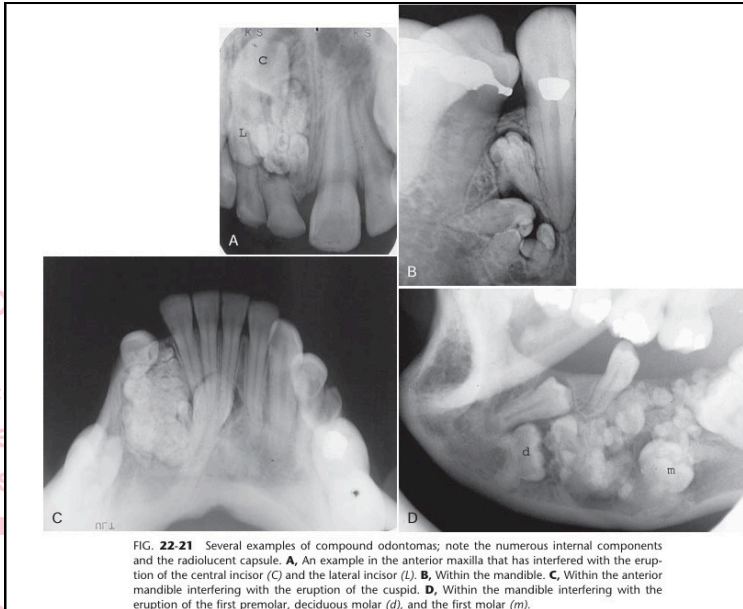 K S K S
C
L
A
B
C
d
m
D
FIG. 22-21 Several examples of compound odontomas; note the numerous internal components
and the radiolucent capsule. A, An example in the anterior maxilla that has interfered with the erup-
tion of the central incisor (C) and the lateral incisor (L). B, Within the mandible. C, Within the anterior
mandible interfering with the eruption of the cuspid. D, Within the mandible interfering with the
eruption of the first premolar, deciduous molar (d), and the first molar (m).